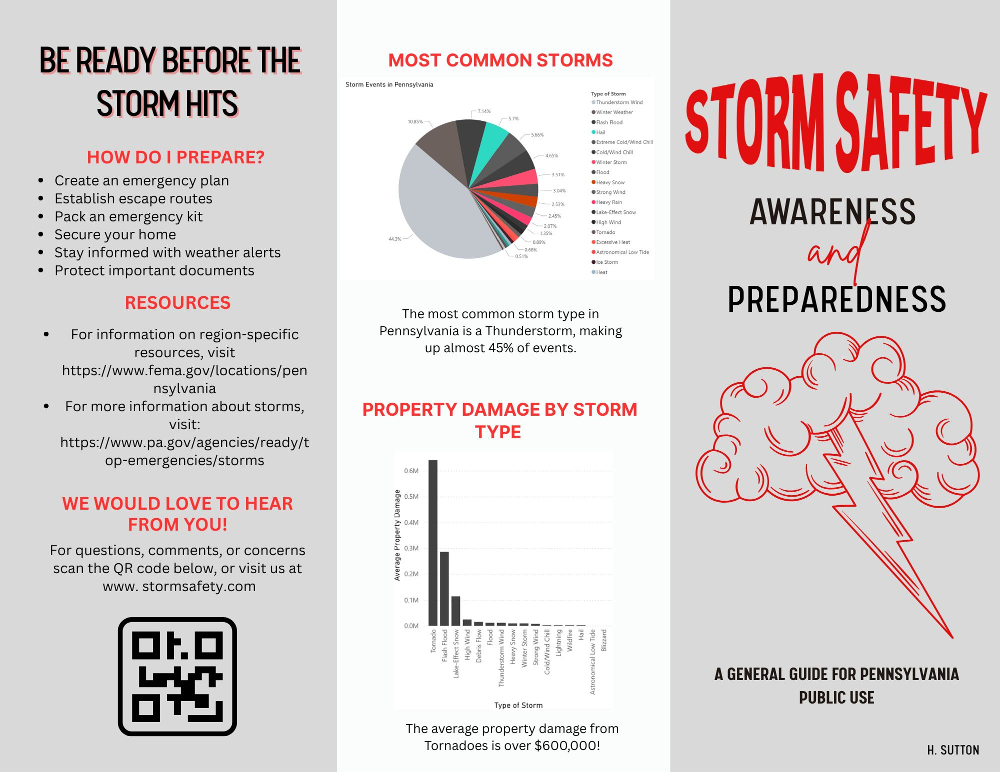 BE READY BEFORE THE
STORM HITS
HOW DO I PREPARE?
• Create an emergency plan
• Establish escape routes
• Pack an emergency kit
• Secure your home
• Stay informed with weather alerts
• Protect important documents
RESOURCES
• For information on region-specific
resources, visit
https://www.fema.gov/locations/pen
nsylvania
• For more information about storms,
visit:
https://www.pa.gov/agencies/ready/t
op-emergencies/storms
WE WOULD LOVE TO HEAR
FROM YOU!
For questions, comments, or concerns
scan the QR code below, or visit us at
www. stormsafety.com
MOST COMMON STORMS
Storm Events in Pennsylvania
7.14%
5.7%
5.66%
4.65%
3.51%
3.04%
2.53%
2.45%
2.07%
1.35%
0.89%
0.68%
0.51%
44.3%
10.85%
Type of Storm
Thunderstorm Wind
Winter Weather
Flash Flood
Hail
Extreme Cold/Wind Chill
Cold/Wind Chill
Winter Storm
Flood
Heavy Snow
Strong Wind
Heavy Rain
Lake-Effect Snow
High Wind
Tornado
Excessive Heat
Astronomical Low Tide
Ice Storm
Heat
The most common storm type in
Pennsylvania is a Thunderstorm, making
up almost 45% of events.
PROPERTY DAMAGE BY STORM
TYPE
Average Property Damage
0.6M
0.5M
0.4M
0.3M
0.2M
0.1M
0.0M
Tornado
Flash Flood
Lake-Effect Snow
High Wind
Debris Flow
Flood
Thunderstorm Wind
Heavy Snow
Winter Storm
Strong Wind
Cold/Wind Chill
Lightning
Wildfire
Hail
Astronomical Low Tide
Blizzard
Type of Storm
The average property damage from
Tornadoes is over $600,000!
STORM SAFETY
AWARENESS
and
PREPAREDNESS
A GENERAL GUIDE FOR PENNSYLVANIA
PUBLIC USE
H. SUTTON